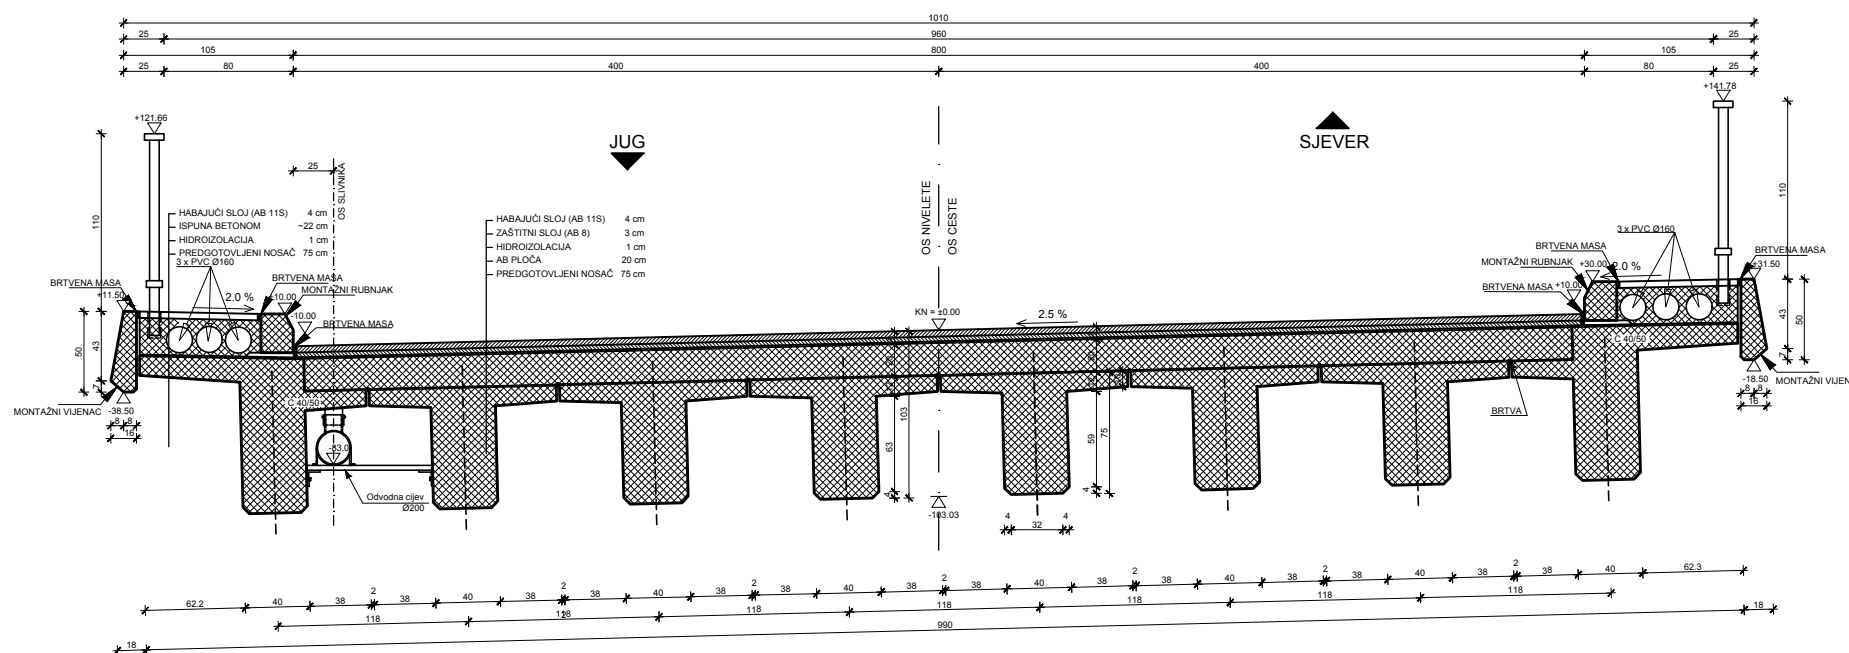 1010
25 960 25
105 800 105
25 80 400 400 80 25
+121.66
+141.78
JUG
SJEVER
25
OS SLIVNIKA
OS NIVELETE
OS CESTE
110
110
HABAJUĆI SLOJ (AB 11S) 4 cm
ISPUNA BETONOM ~22 cm
HIDROIZOLACIJA 1 cm
PREDGOTOVLJENI NOSAČ 75 cm
3 x PVC Ø160
HABAJUĆI SLOJ (AB 11S) 4 cm
ZAŠTITNI SLOJ (AB 8) 3 cm
HIDROIZOLACIJA 1 cm
AB PLOČA 20 cm
PREDGOTOVLJENI NOSAČ 75 cm
3 x PVC Ø160
BRTVENA MASA
BRTVENA MASA
MONTAŽNI RUBNJAK
BRTVENA MASA
BRTVENA MASA
BRTVENA MASA
MONTAŽNI RUBNJAK
BRTVENA MASA
+11.50
2.0 %
+10.00
-10.00
KN = ±0.00
2.5 %
+10.00
+30.00
2.0 %
+31.50
50
43
7
50
43
7
C 40/50
C 40/50
MONTAŽNI VIJENAC
-38.50
8 8
16
-18.50
8 8
16
BRTVA
-83.0
Odvodna cijev
Ø200
63
103
4
59
75
4
-103.03
4 32 4
62.2 40 38 2 38 40 38 2 38 40 38 2 38 40 38 2 38 40 38 2 38 40 38 2 38 40 38 2 38 40 62.3
118 118 118 118 118 118 118
18 990 18